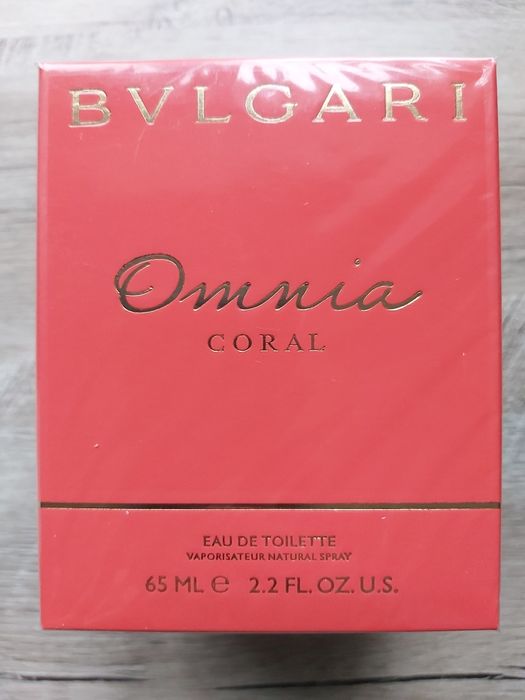 BVLGARI
Omnia
CORAL
EAU DE TOILETTE
VAPORISATEUR NATURAL SPRAY
65 ML ℮ 2.2 FL. OZ. U.S.